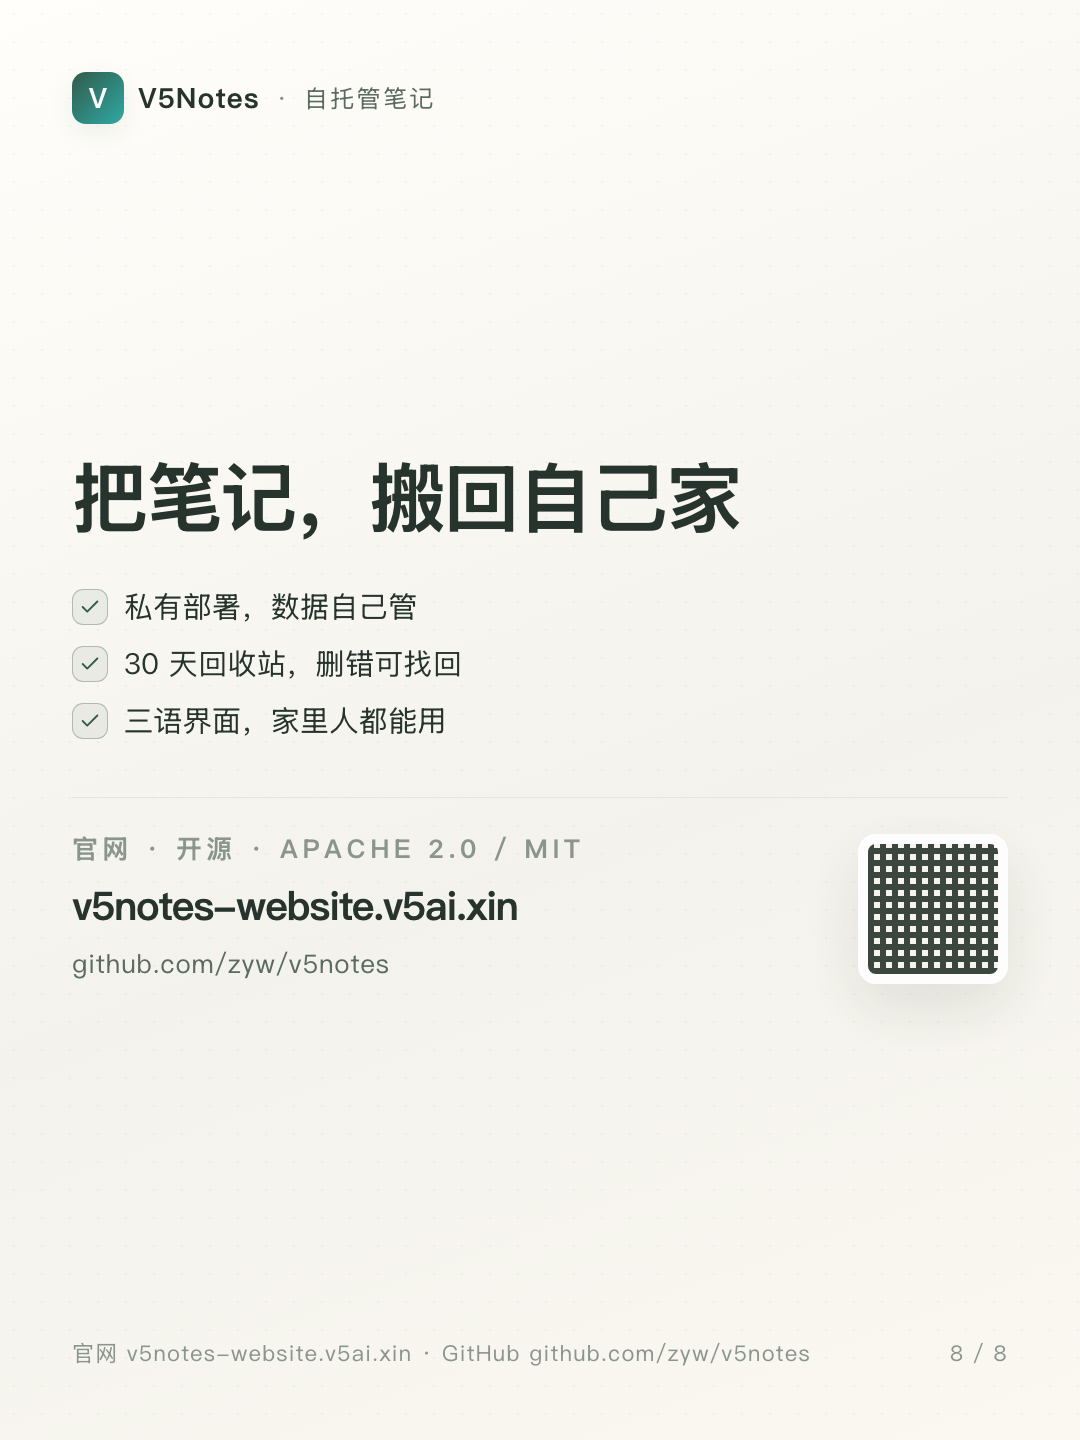 V V5Notes · 自托管笔记
把笔记，搬回自己家
私有部署，数据自己管
30 天回收站，删错可找回
三语界面，家里人都能用
官网 · 开源 · APACHE 2.0 / MIT
v5notes-website.v5ai.xin
github.com/zyw/v5notes
官网 v5notes-website.v5ai.xin · GitHub github.com/zyw/v5notes 8 / 8